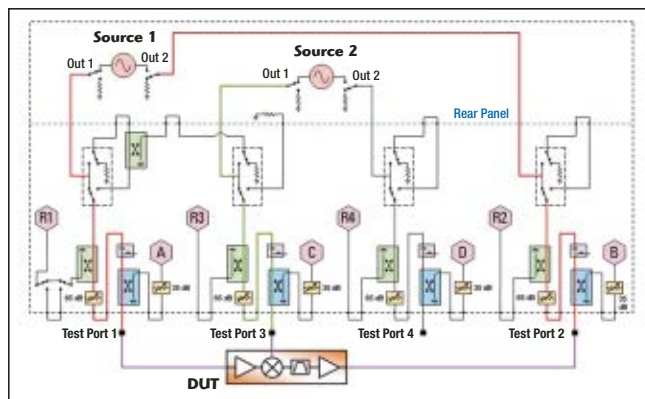 Source 1
Source 2
Out 1
Out 2
Out 1
Out 2
Rear Panel
R1
A
R3
C
R4
D
R2
B
65 dB
35 dB
65 dB
35 dB
65 dB
35 dB
65 dB
35 dB
Test Port 1
Test Port 3
Test Port 4
Test Port 2
DUT